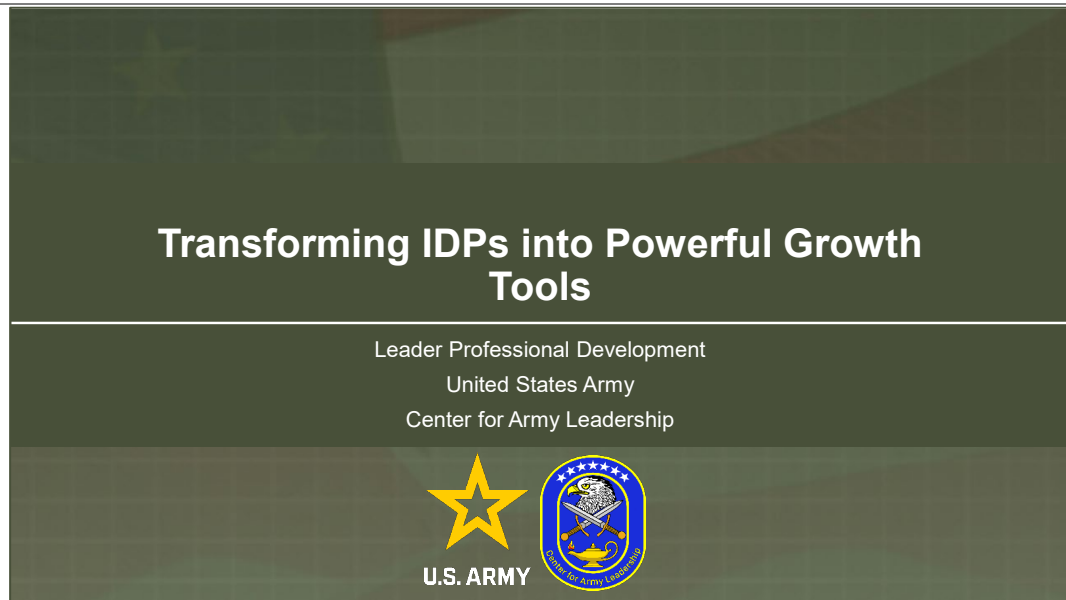 Transforming IDPs into Powerful Growth
Tools
Leader Professional Development
United States Army
Center for Army Leadership
U.S. ARMY
Center for Army Leadership